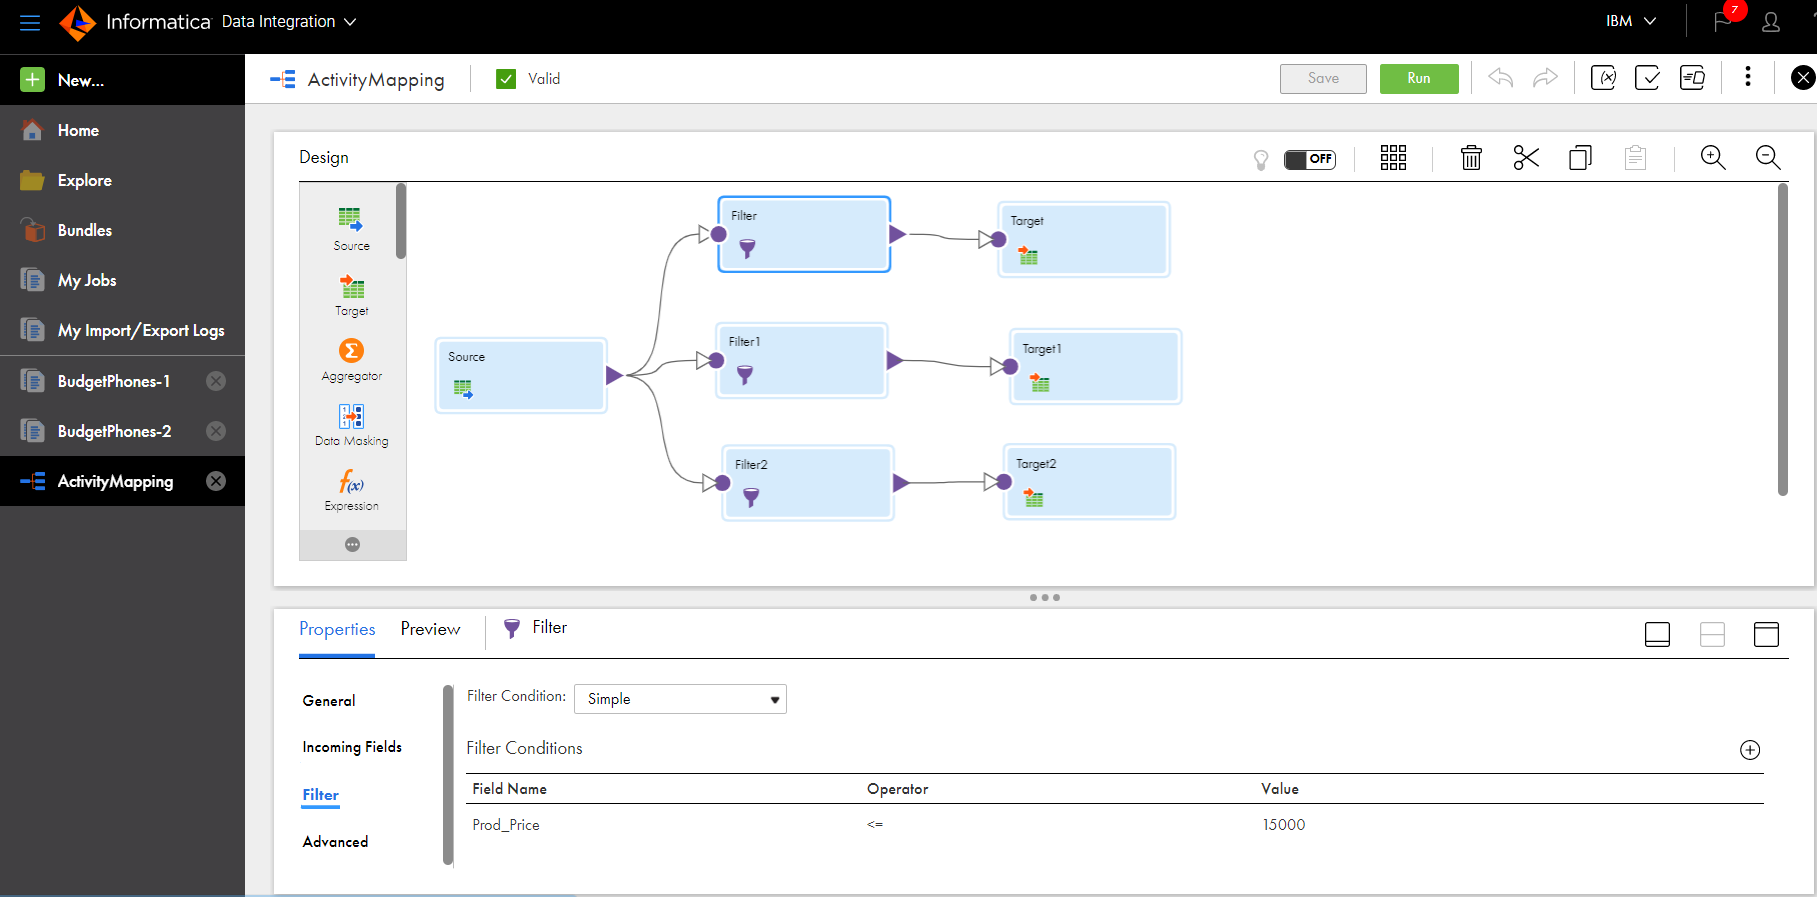 Informatica Data Integration
IBM
7
New...
Home
Explore
Bundles
My Jobs
My Import/Export Logs
BudgetPhones-1
BudgetPhones-2
ActivityMapping
ActivityMapping
Valid
Save
Run
Design
OFF
Source
Target
Aggregator
Data Masking
Expression
Source
Filter
Target
Filter1
Target1
Filter2
Target2
Properties
Preview
Filter
General
Incoming Fields
Filter
Advanced
Filter Condition: Simple
Filter Conditions
Field Name Operator Value
Prod_Price <= 15000